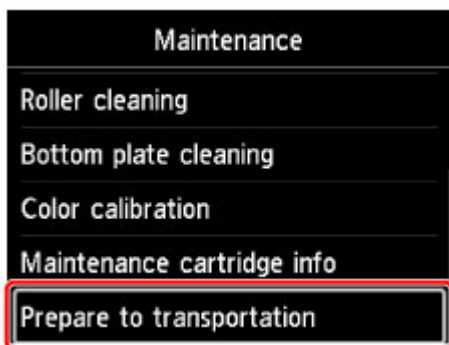 Maintenance
Roller cleaning
Bottom plate cleaning
Color calibration
Maintenance cartridge info
Prepare to transportation